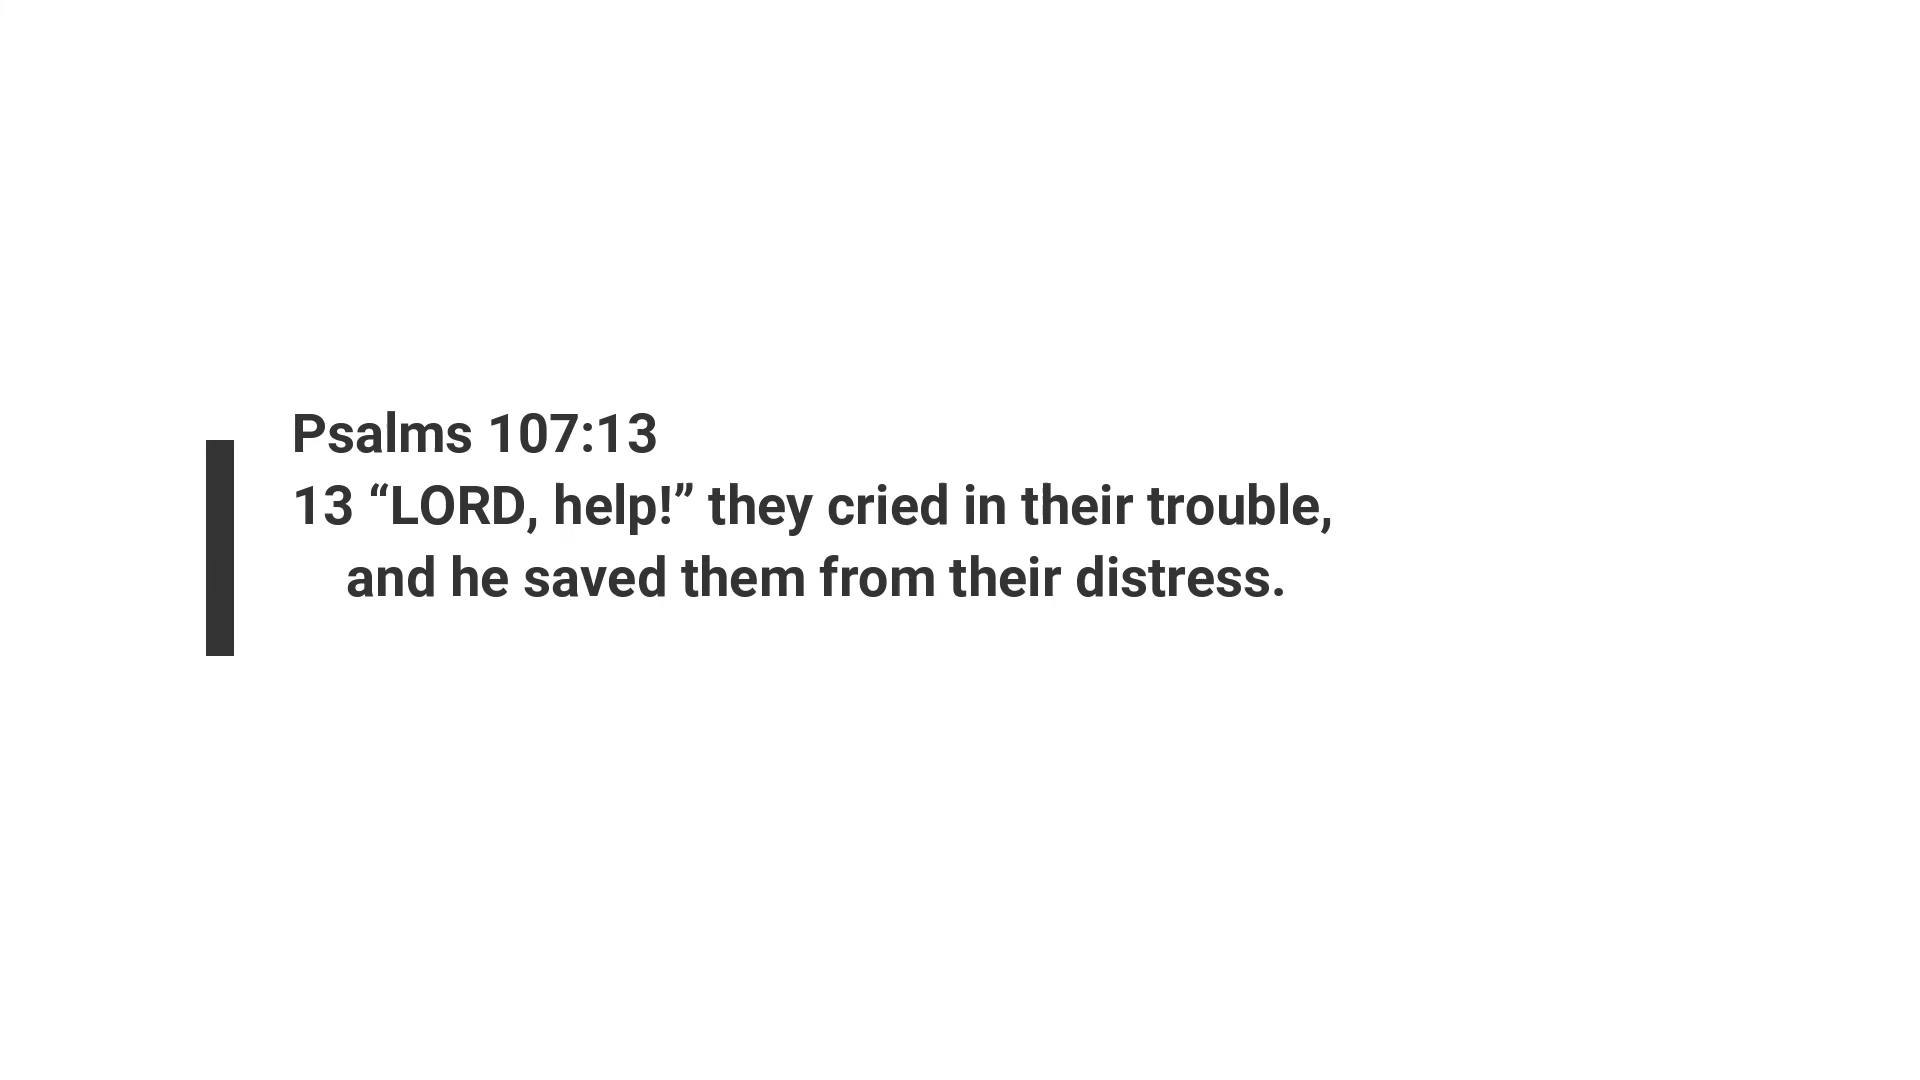 Psalms 107:13
13 “LORD, help!” they cried in their trouble,
and he saved them from their distress.